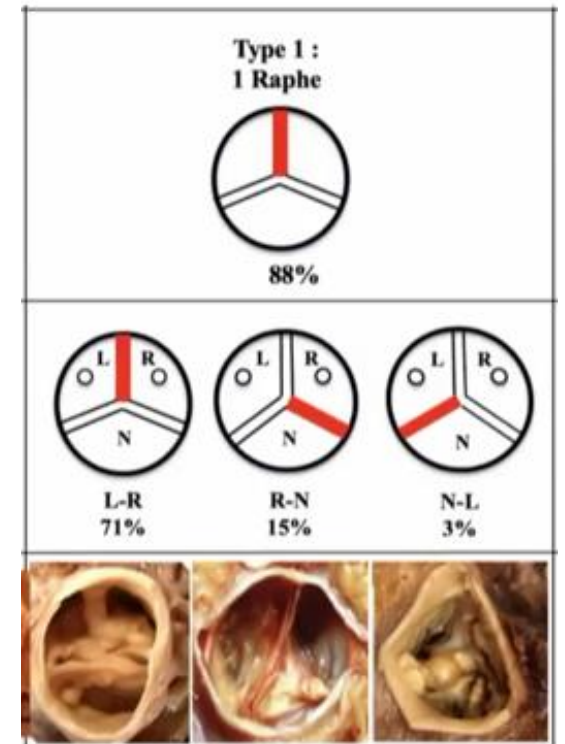 Type 1 :
1 Raphe
88%
L R
N
L R
N
L R
N
L-R R-N N-L
71% 15% 3%